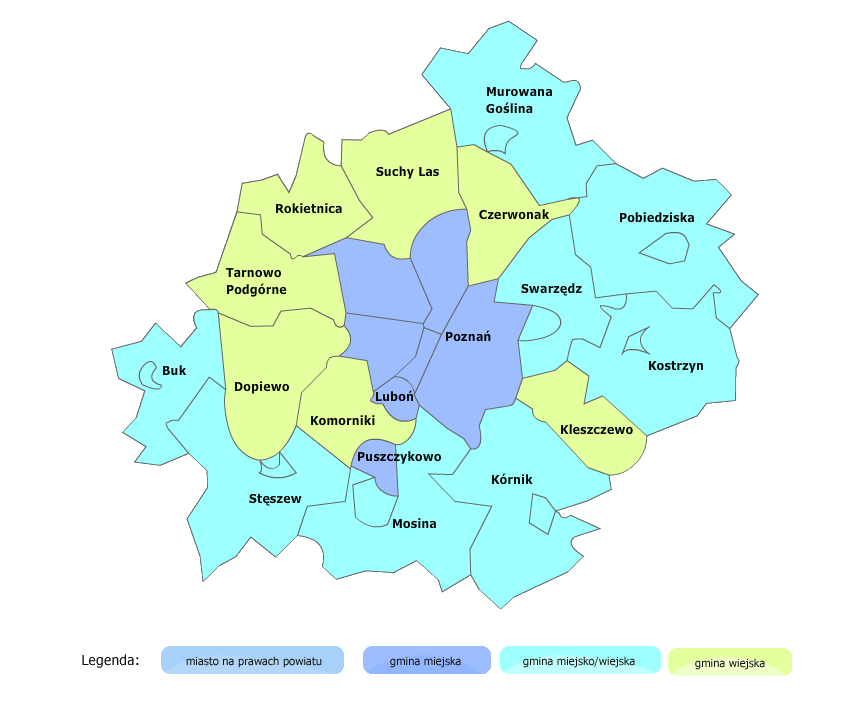 Murowana
Goślina
Suchy Las
Rokietnica
Czerwonak
Pobiedziska
Tarnowo
Podgórne
Swarzędz
Poznań
Buk
Kostrzyn
Dopiewo
Luboń
Komorniki
Kleszczewo
Puszczykowo
Kórnik
Stęszew
Mosina
Legenda:
miasto na prawach powiatu
gmina miejska
gmina miejsko/wiejska
gmina wiejska